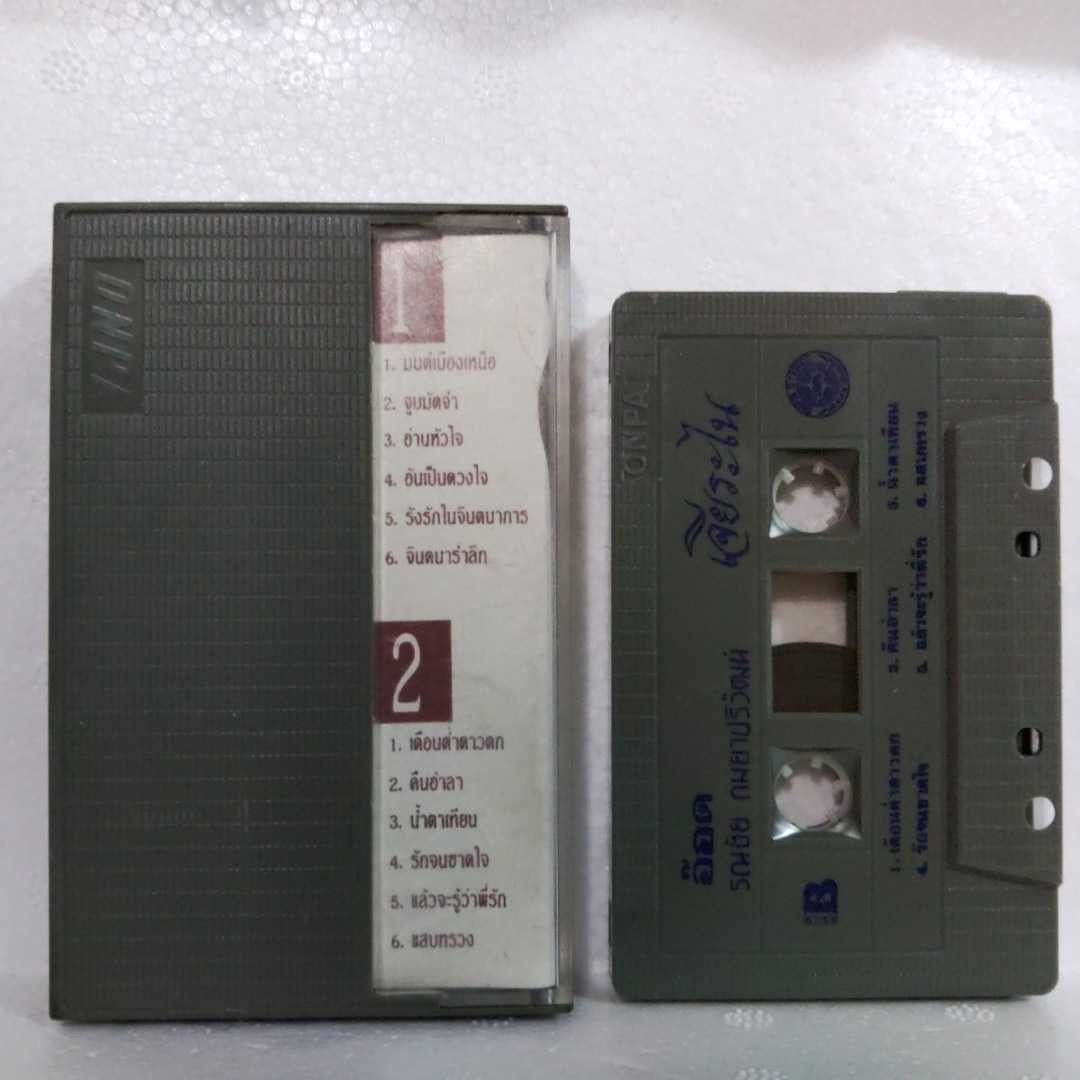 1
1. มนต์เมืองเหนือ
2. จูบมัดจำ
3. อ่านหัวใจ
4. อันเป็นดวงใจ
5. รังรักในจินตนาการ
6. จินตนารำลึก
2
1. เดือนต่ำดาวตก
2. คืนอำลา
3. น้ำตาเทียน
4. รักจนขาดใจ
5. แล้วจะรู้ว่าพี่รัก
6. แสบทรวง
อ๊อด เจียระไน
รณชัย ถมยาปริวัฒน์
B
1. เดือนต่ำดาวตก 2. คืนอำลา 3. น้ำตาเทียน
4. รักจนขาดใจ 5. แล้วจะรู้ว่าพี่รัก 6. แสบทรวง